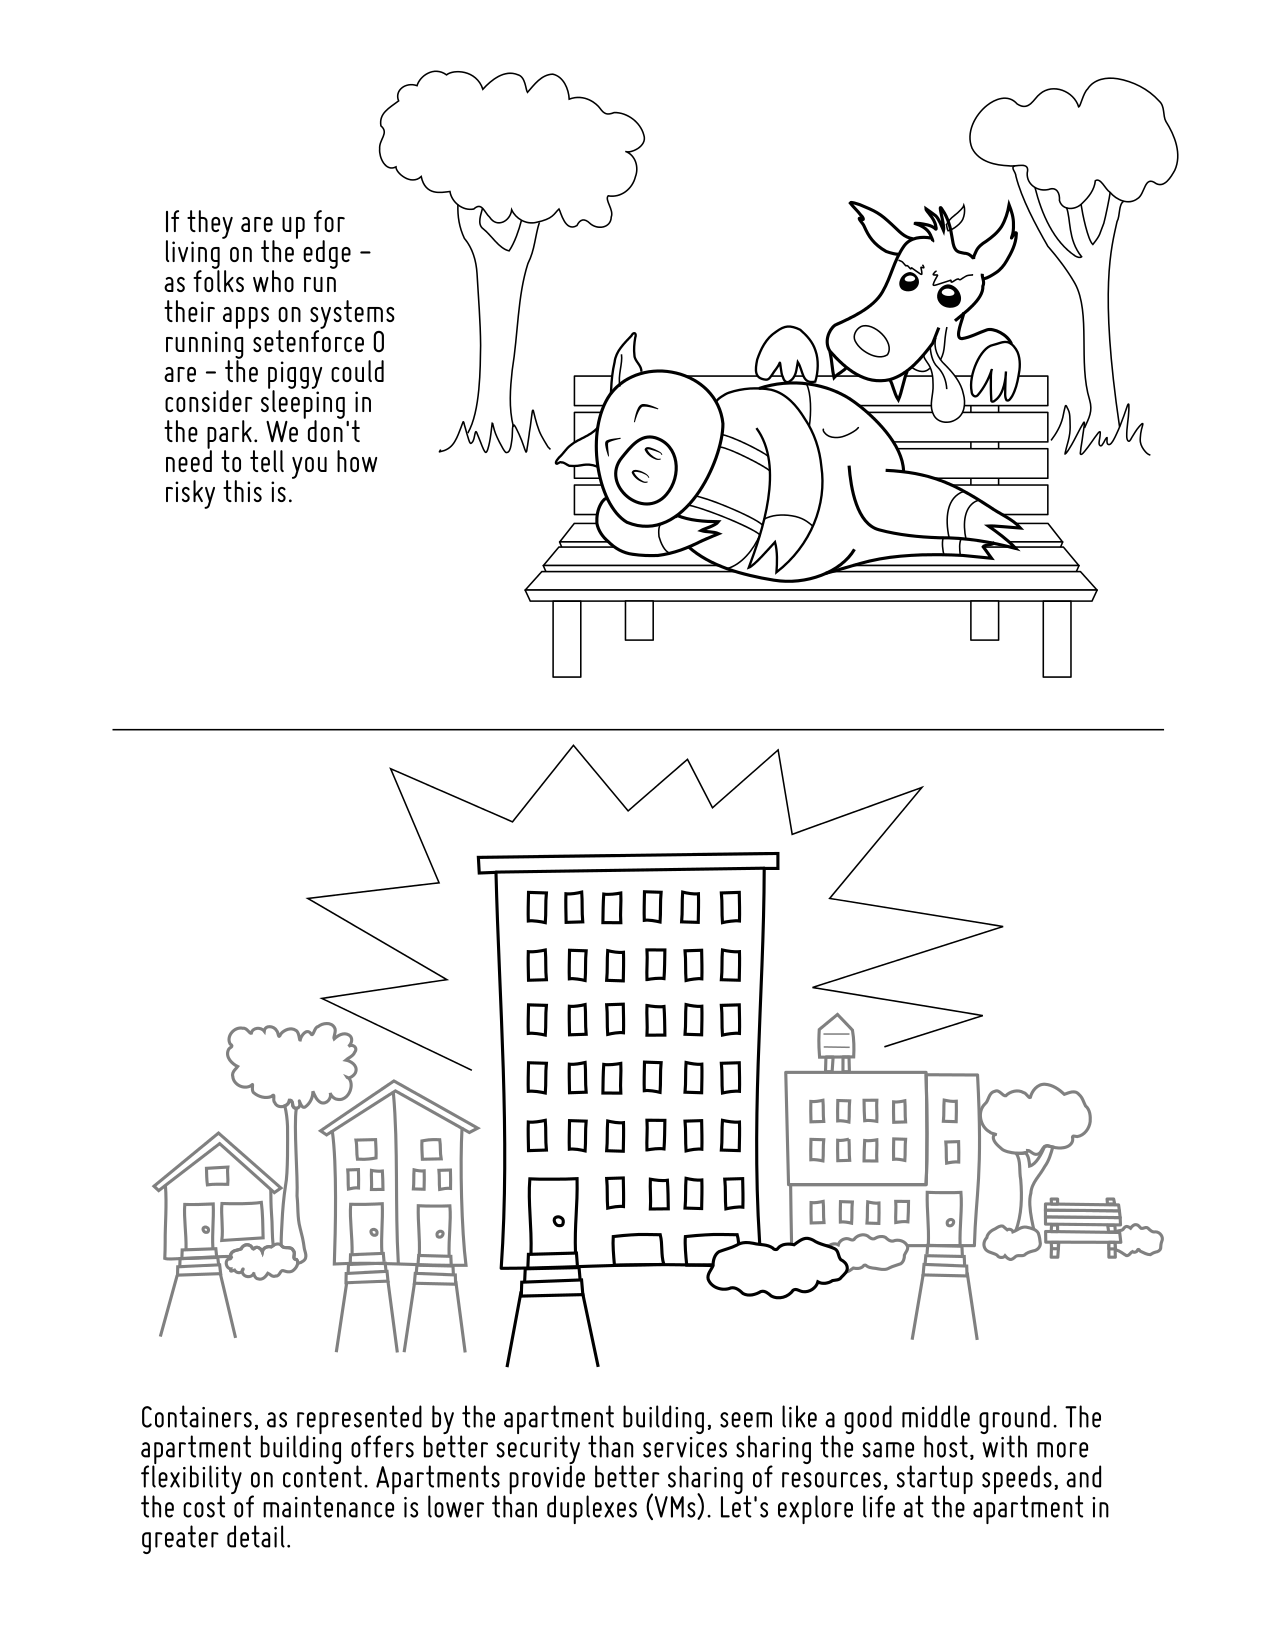 If they are up for
living on the edge –
as folks who run
their apps on systems
running setenforce 0
are – the piggy could
consider sleeping in
the park. We don't
need to tell you how
risky this is.
Containers, as represented by the apartment building, seem like a good middle ground. The
apartment building offers better security than services sharing the same host, with more
flexibility on content. Apartments provide better sharing of resources, startup speeds, and
the cost of maintenance is lower than duplexes (VMs). Let's explore life at the apartment in
greater detail.